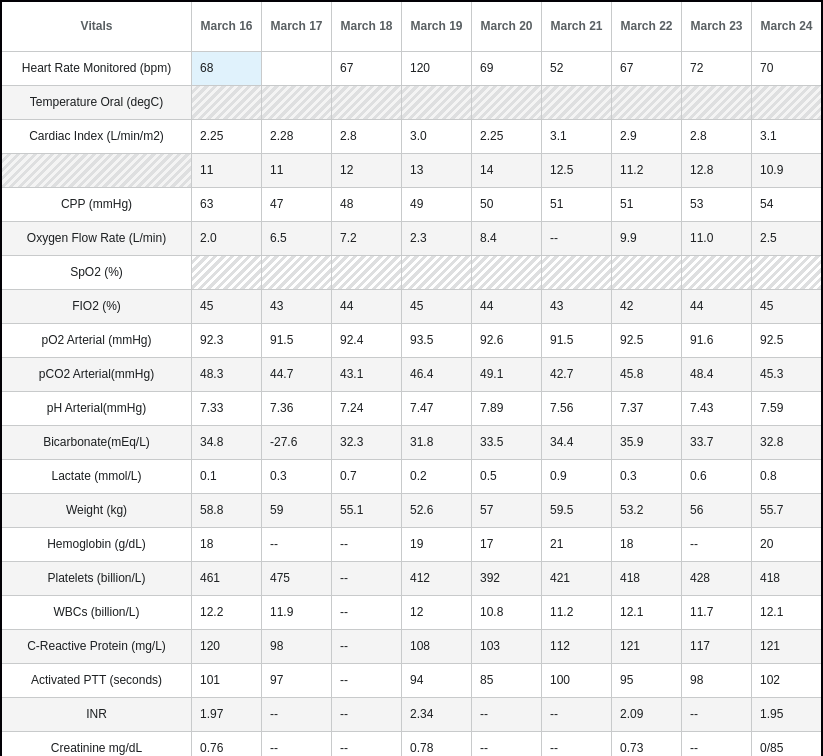 Vitals March 16 March 17 March 18 March 19 March 20 March 21 March 22 March 23 March 24
Heart Rate Monitored (bpm) 68 67 120 69 52 67 72 70
Temperature Oral (degC)
Cardiac Index (L/min/m2) 2.25 2.28 2.8 3.0 2.25 3.1 2.9 2.8 3.1
11 11 12 13 14 12.5 11.2 12.8 10.9
CPP (mmHg) 63 47 48 49 50 51 51 53 54
Oxygen Flow Rate (L/min) 2.0 6.5 7.2 2.3 8.4 -- 9.9 11.0 2.5
SpO2 (%)
FIO2 (%) 45 43 44 45 44 43 42 44 45
pO2 Arterial (mmHg) 92.3 91.5 92.4 93.5 92.6 91.5 92.5 91.6 92.5
pCO2 Arterial(mmHg) 48.3 44.7 43.1 46.4 49.1 42.7 45.8 48.4 45.3
pH Arterial(mmHg) 7.33 7.36 7.24 7.47 7.89 7.56 7.37 7.43 7.59
Bicarbonate(mEq/L) 34.8 -27.6 32.3 31.8 33.5 34.4 35.9 33.7 32.8
Lactate (mmol/L) 0.1 0.3 0.7 0.2 0.5 0.9 0.3 0.6 0.8
Weight (kg) 58.8 59 55.1 52.6 57 59.5 53.2 56 55.7
Hemoglobin (g/dL) 18 -- -- 19 17 21 18 -- 20
Platelets (billion/L) 461 475 -- 412 392 421 418 428 418
WBCs (billion/L) 12.2 11.9 -- 12 10.8 11.2 12.1 11.7 12.1
C-Reactive Protein (mg/L) 120 98 -- 108 103 112 121 117 121
Activated PTT (seconds) 101 97 -- 94 85 100 95 98 102
INR 1.97 -- -- 2.34 -- -- 2.09 -- 1.95
Creatinine mg/dL 0.76 -- -- 0.78 -- -- 0.73 -- 0/85